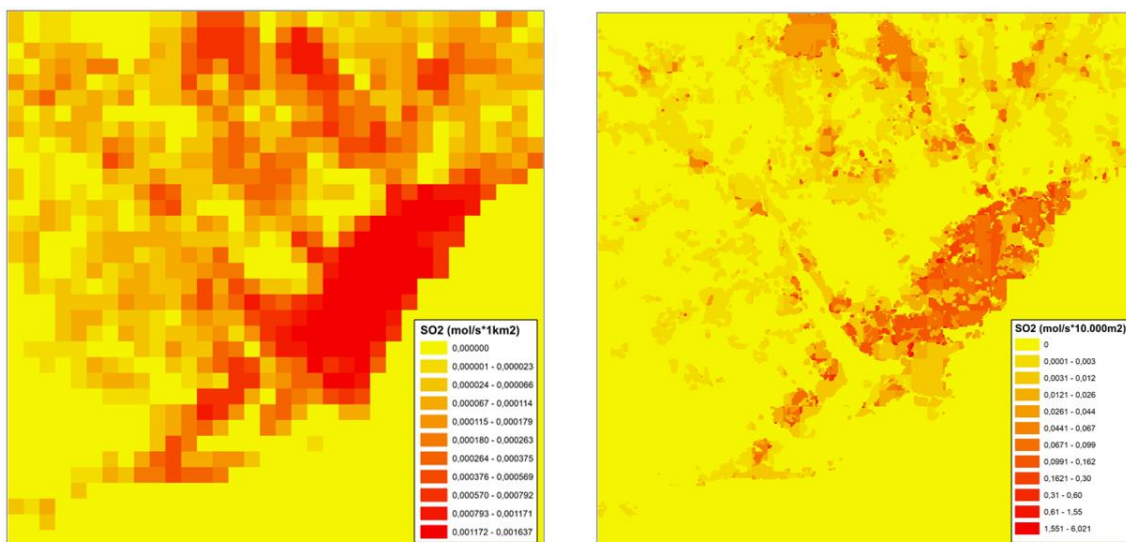 SO2 (mol/s*1km2)
0,000000
0,000001 - 0,000023
0,000024 - 0,000066
0,000067 - 0,000114
0,000115 - 0,000179
0,000180 - 0,000263
0,000264 - 0,000375
0,000376 - 0,000569
0,000570 - 0,000792
0,000793 - 0,001171
0,001172 - 0,001637
SO2 (mol/s*10.000m2)
0
0,0001 - 0,003
0,0031 - 0,012
0,0121 - 0,026
0,0261 - 0,044
0,0441 - 0,067
0,0671 - 0,099
0,0991 - 0,162
0,1621 - 0,30
0,31 - 0,60
0,61 - 1,55
1,551 - 6,021